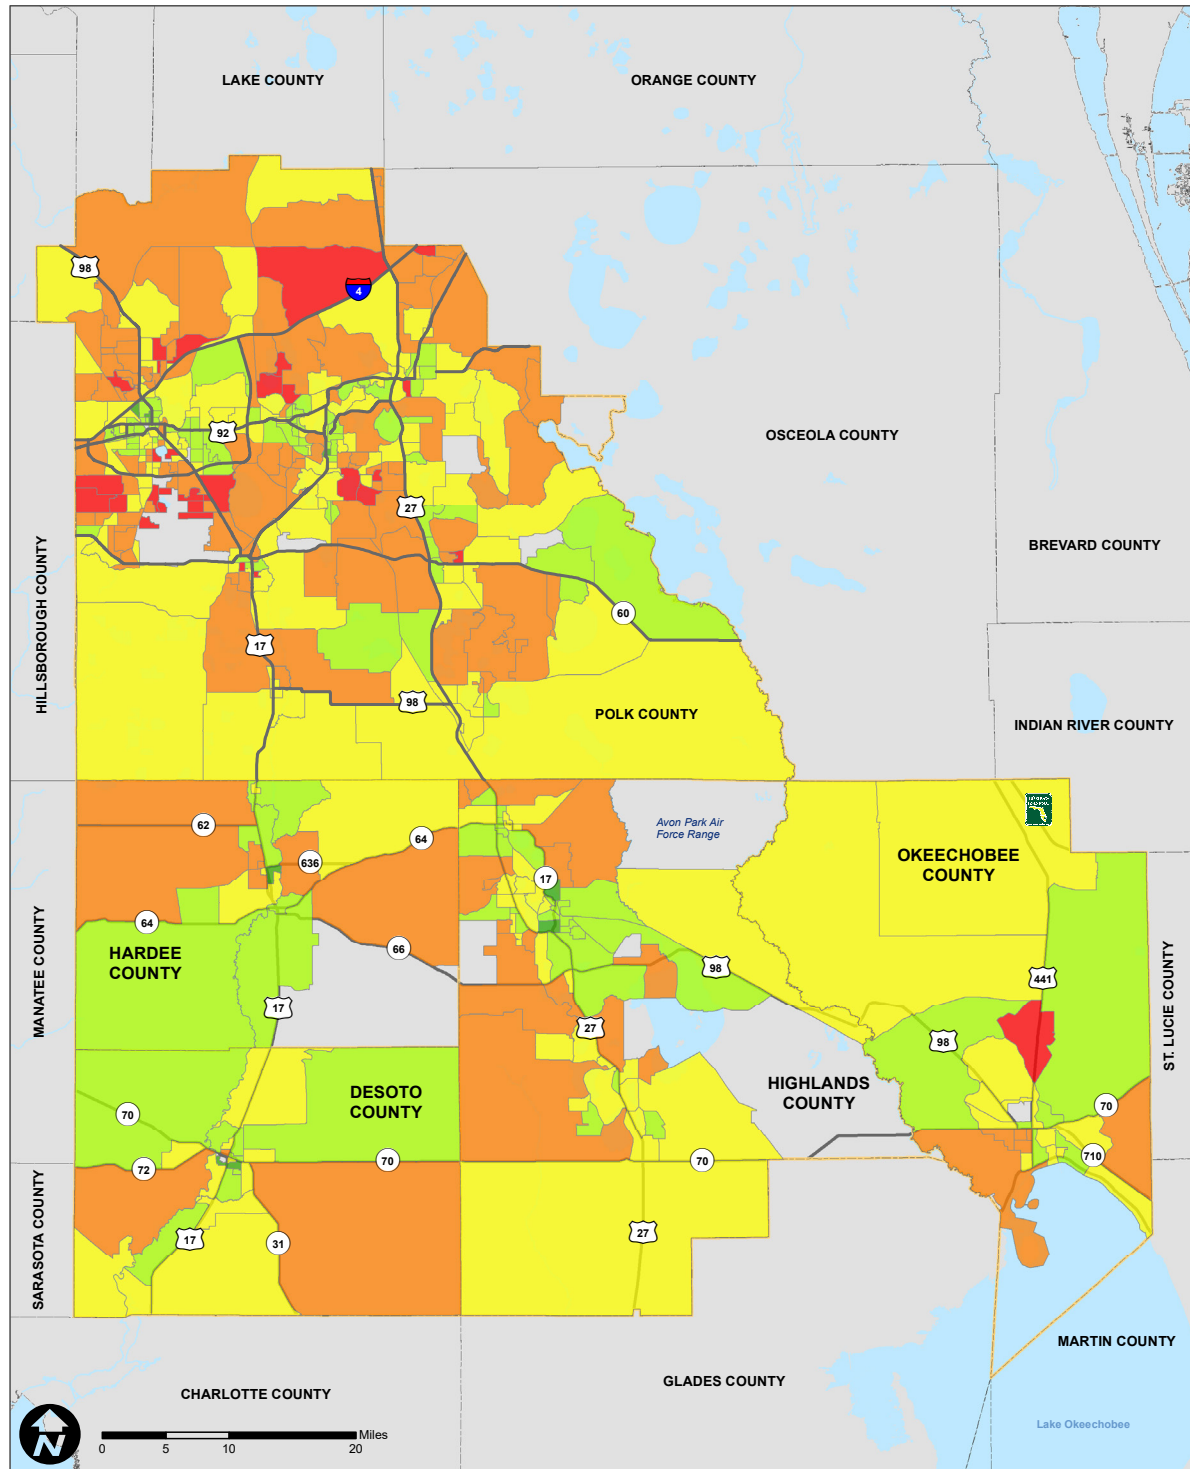 LAKE COUNTY
ORANGE COUNTY
98
4
92
OSCEOLA COUNTY
27
BREVARD COUNTY
HILLSBOROUGH COUNTY
60
17
98
POLK COUNTY
INDIAN RIVER COUNTY
62
64
636
Avon Park Air
Force Range
OKEECHOBEE
COUNTY
17
64
MANATEE COUNTY
HARDEE
COUNTY
66
98
441
ST. LUCIE COUNTY
17
27
98
HIGHLANDS
COUNTY
DESOTO
COUNTY
70
70
72
70
70
710
SARASOTA COUNTY
17
31
27
MARTIN COUNTY
CHARLOTTE COUNTY
GLADES COUNTY
Lake Okeechobee
N
Miles
0 5 10 20